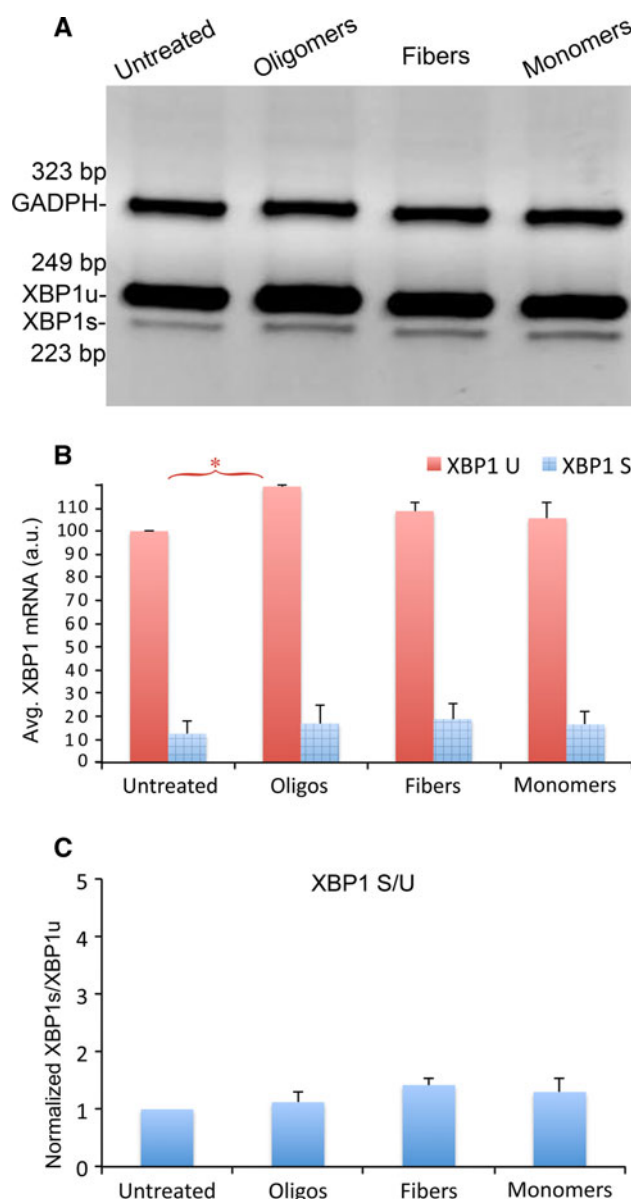 A
Untreated Oligomers Fibers Monomers
323 bp
GADPH-
249 bp
XBP1u-
XBP1s-
223 bp
B
*
XBP1 U XBP1 S
Avg. XBP1 mRNA (a.u.)
110
100
90
80
70
60
50
40
30
20
10
0
Untreated Oligos Fibers Monomers
C
XBP1 S/U
Normalized XBP1s/XBP1u
5
4
3
2
1
0
Untreated Oligos Fibers Monomers